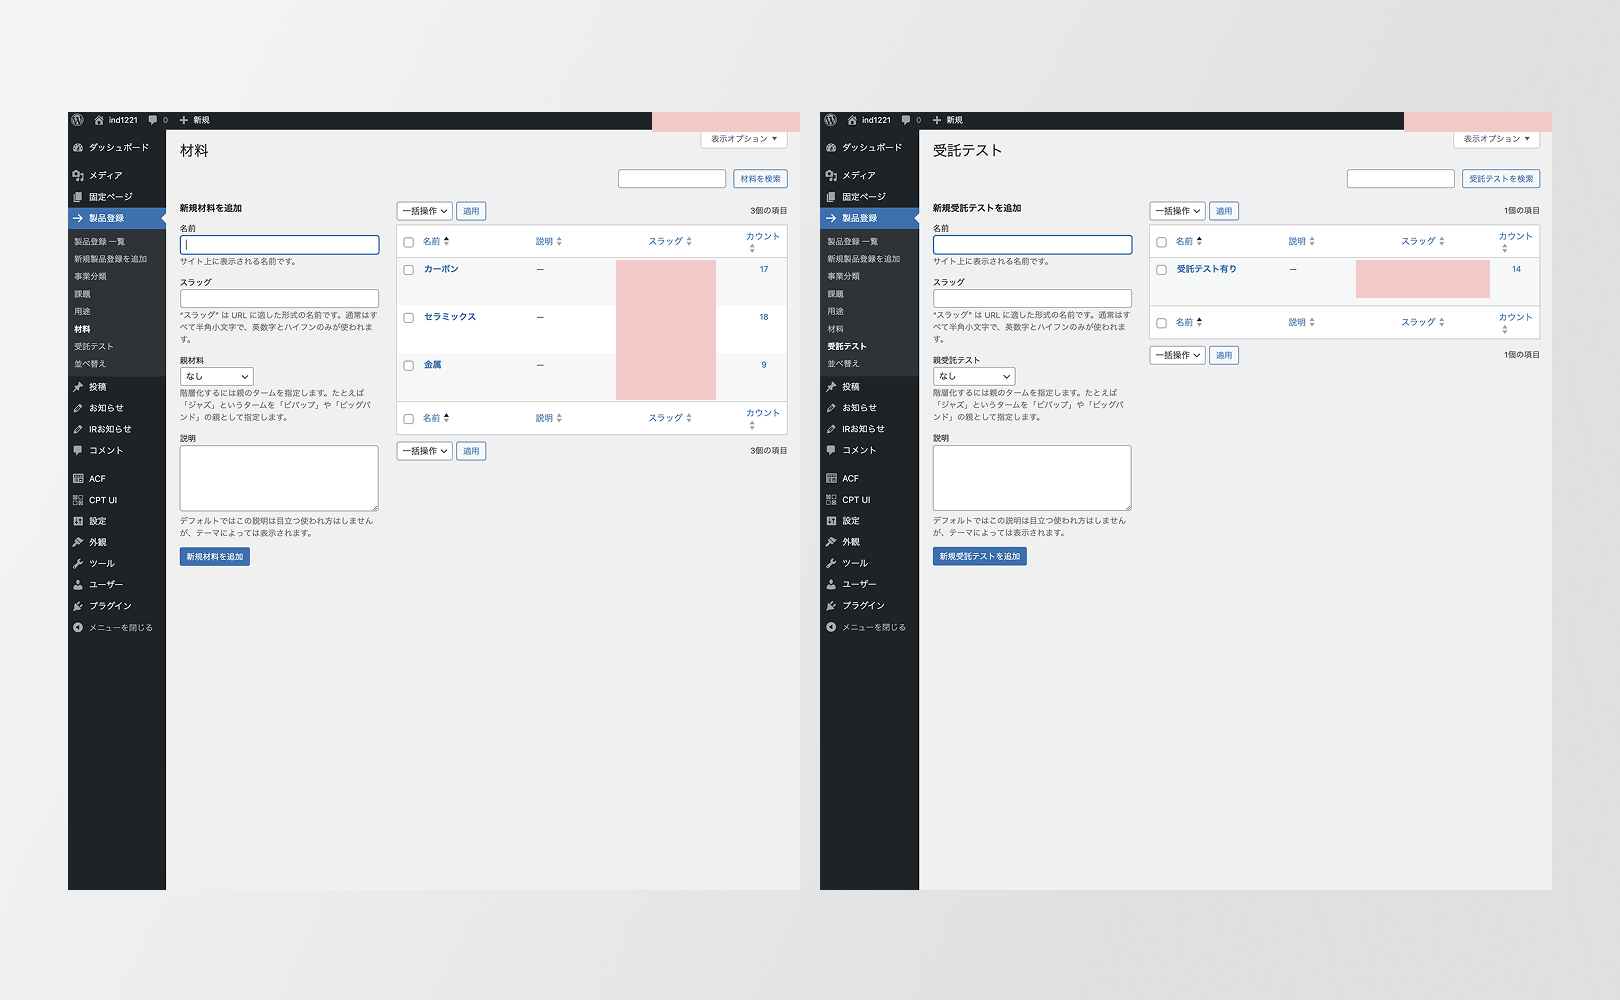 ind1221
0
新規
表示オプション
ダッシュボード
メディア
固定ページ
製品登録
製品登録 一覧
新規製品登録を追加
事業分類
課題
用途
材料
受託テスト
並べ替え
投稿
お知らせ
IRお知らせ
コメント
ACF
CPT UI
設定
外観
ツール
ユーザー
プラグイン
メニューを閉じる
材料
材料を検索
新規材料を追加
名前
サイト上に表示される名前です。
スラッグ
“スラッグ” は URL に適した形式の名前です。通常はす
べて半角小文字で、英数字とハイフンのみが使われま
す。
親材料
なし
階層化するには親のタームを指定します。たとえば
「ジャズ」というタームを「ビバップ」や「ビッグバ
ンド」の親として指定します。
説明
デフォルトではこの説明は目立つ使われ方はしません
が、テーマによっては表示されます。
新規材料を追加
一括操作 適用 3個の項目
名前 説明 スラッグ カウント
カーボン — 17
セラミックス — 18
金属 — 9
名前 説明 スラッグ カウント
一括操作 適用 3個の項目
ind1221
0
新規
表示オプション
ダッシュボード
メディア
固定ページ
製品登録
製品登録 一覧
新規製品登録を追加
事業分類
課題
用途
材料
受託テスト
並べ替え
投稿
お知らせ
IRお知らせ
コメント
ACF
CPT UI
設定
外観
ツール
ユーザー
プラグイン
メニューを閉じる
受託テスト
受託テストを検索
新規受託テストを追加
名前
サイト上に表示される名前です。
スラッグ
“スラッグ” は URL に適した形式の名前です。通常はす
べて半角小文字で、英数字とハイフンのみが使われま
す。
親受託テスト
なし
階層化するには親のタームを指定します。たとえば
「ジャズ」というタームを「ビバップ」や「ビッグバ
ンド」の親として指定します。
説明
デフォルトではこの説明は目立つ使われ方はしません
が、テーマによっては表示されます。
新規受託テストを追加
一括操作 適用 1個の項目
名前 説明 スラッグ カウント
受託テスト有り — 14
名前 説明 スラッグ カウント
一括操作 適用 1個の項目